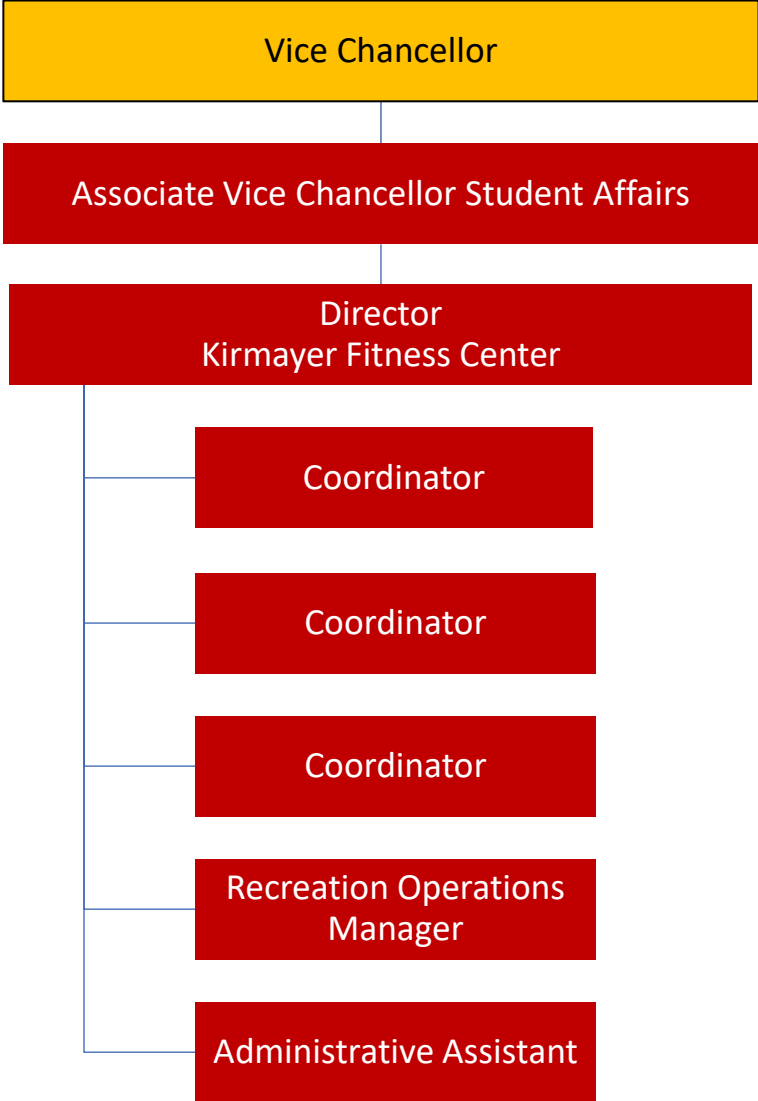 Vice Chancellor
Associate Vice Chancellor Student Affairs
Director
Kirmayer Fitness Center
Coordinator
Coordinator
Coordinator
Recreation Operations
Manager
Administrative Assistant